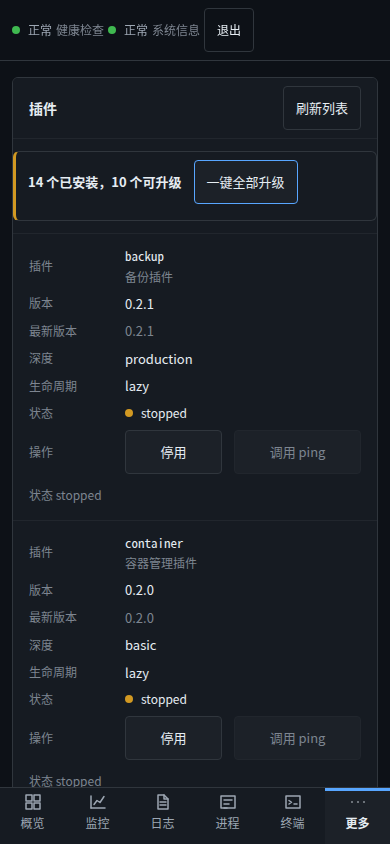 正常 健康检查 正常 系统信息 退出
插件 刷新列表
14 个已安装，10 个可升级 一键全部升级
插件 backup
备份插件
版本 0.2.1
最新版本 0.2.1
深度 production
生命周期 lazy
状态 stopped
操作 停用 调用 ping
状态 stopped
插件 container
容器管理插件
版本 0.2.0
最新版本 0.2.0
深度 basic
生命周期 lazy
状态 stopped
操作 停用 调用 ping
状态 stopped
概览 监控 日志 进程 终端 更多